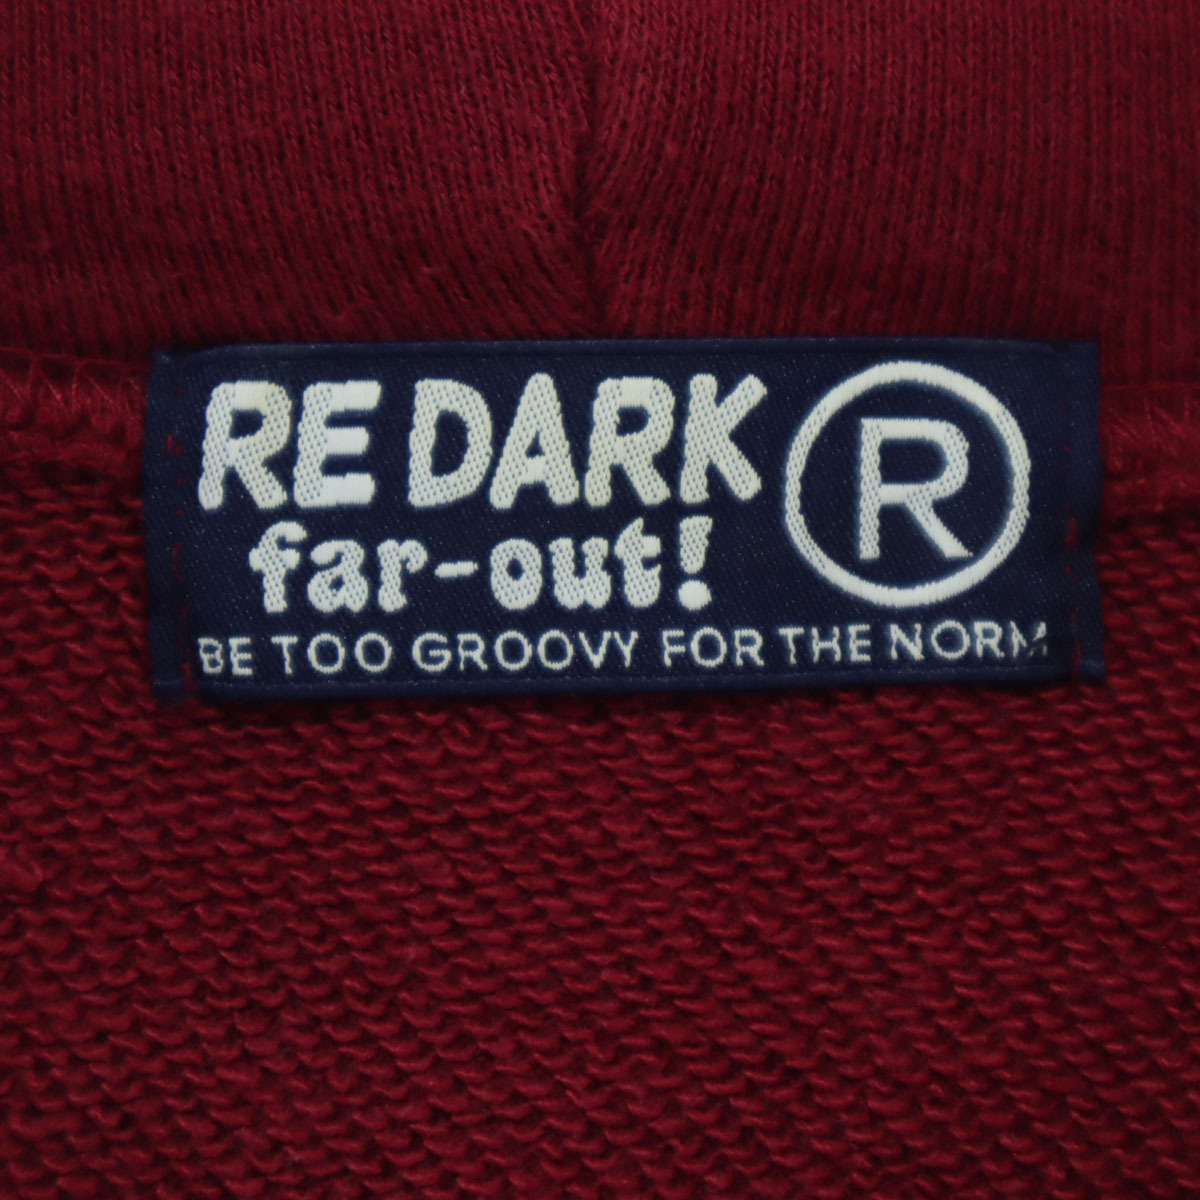 RE DARK ®
far-out!
BE TOO GROOVY FOR THE NORM